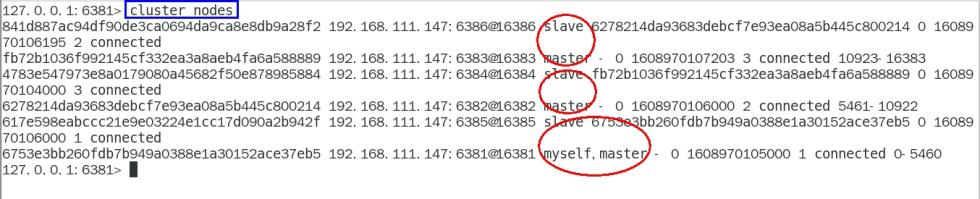 127.0.0.1:6381> cluster nodes
841d887ac94df90de3ca0694da9ca8e8db9a28f2 192.168.111.147:6386@16386 slave 6278214da93683debcf7e93ea08a5b445c800214 0 16089
70106195 2 connected
fb72b1036f992145cf332ea3a8aeb4fa6a588889 192.168.111.147:6383@16383 master - 0 1608970107203 3 connected 10923-16383
4783e547973e8a0179080a45682f50e878985884 192.168.111.147:6384@16384 slave fb72b1036f992145cf332ea3a8aeb4fa6a588889 0 16089
70104000 3 connected
6278214da93683debcf7e93ea08a5b445c800214 192.168.111.147:6382@16382 master - 0 1608970106000 2 connected 5461-10922
617e598eabccc21e9e03224e1cc17d090a2b942f 192.168.111.147:6385@16385 slave 6753e3bb260fdb7b949a0388e1a30152ace37eb5 0 16089
70106000 1 connected
6753e3bb260fdb7b949a0388e1a30152ace37eb5 192.168.111.147:6381@16381 myself,master - 0 1608970105000 1 connected 0-5460
127.0.0.1:6381>